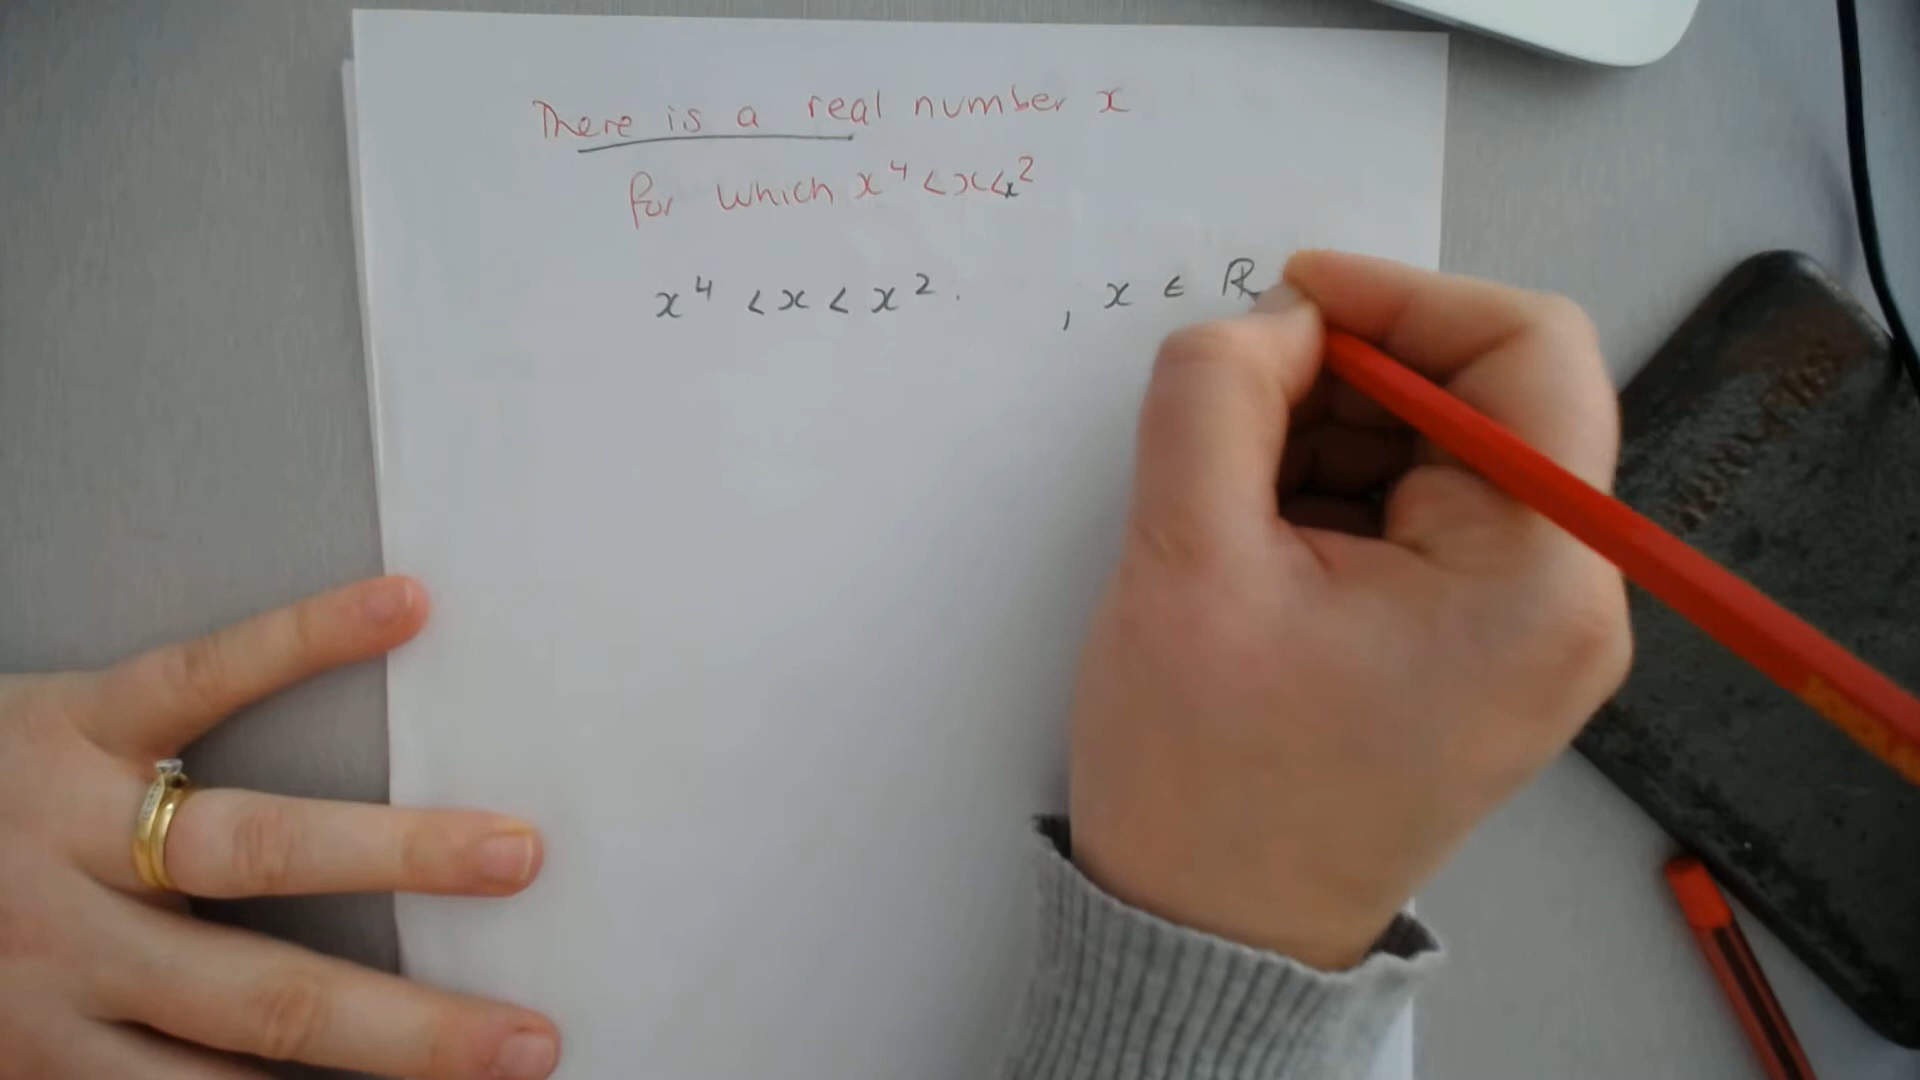 There is a real number x
for which x⁴ < x < x²
x⁴ < x < x². , x ∈ ℝ